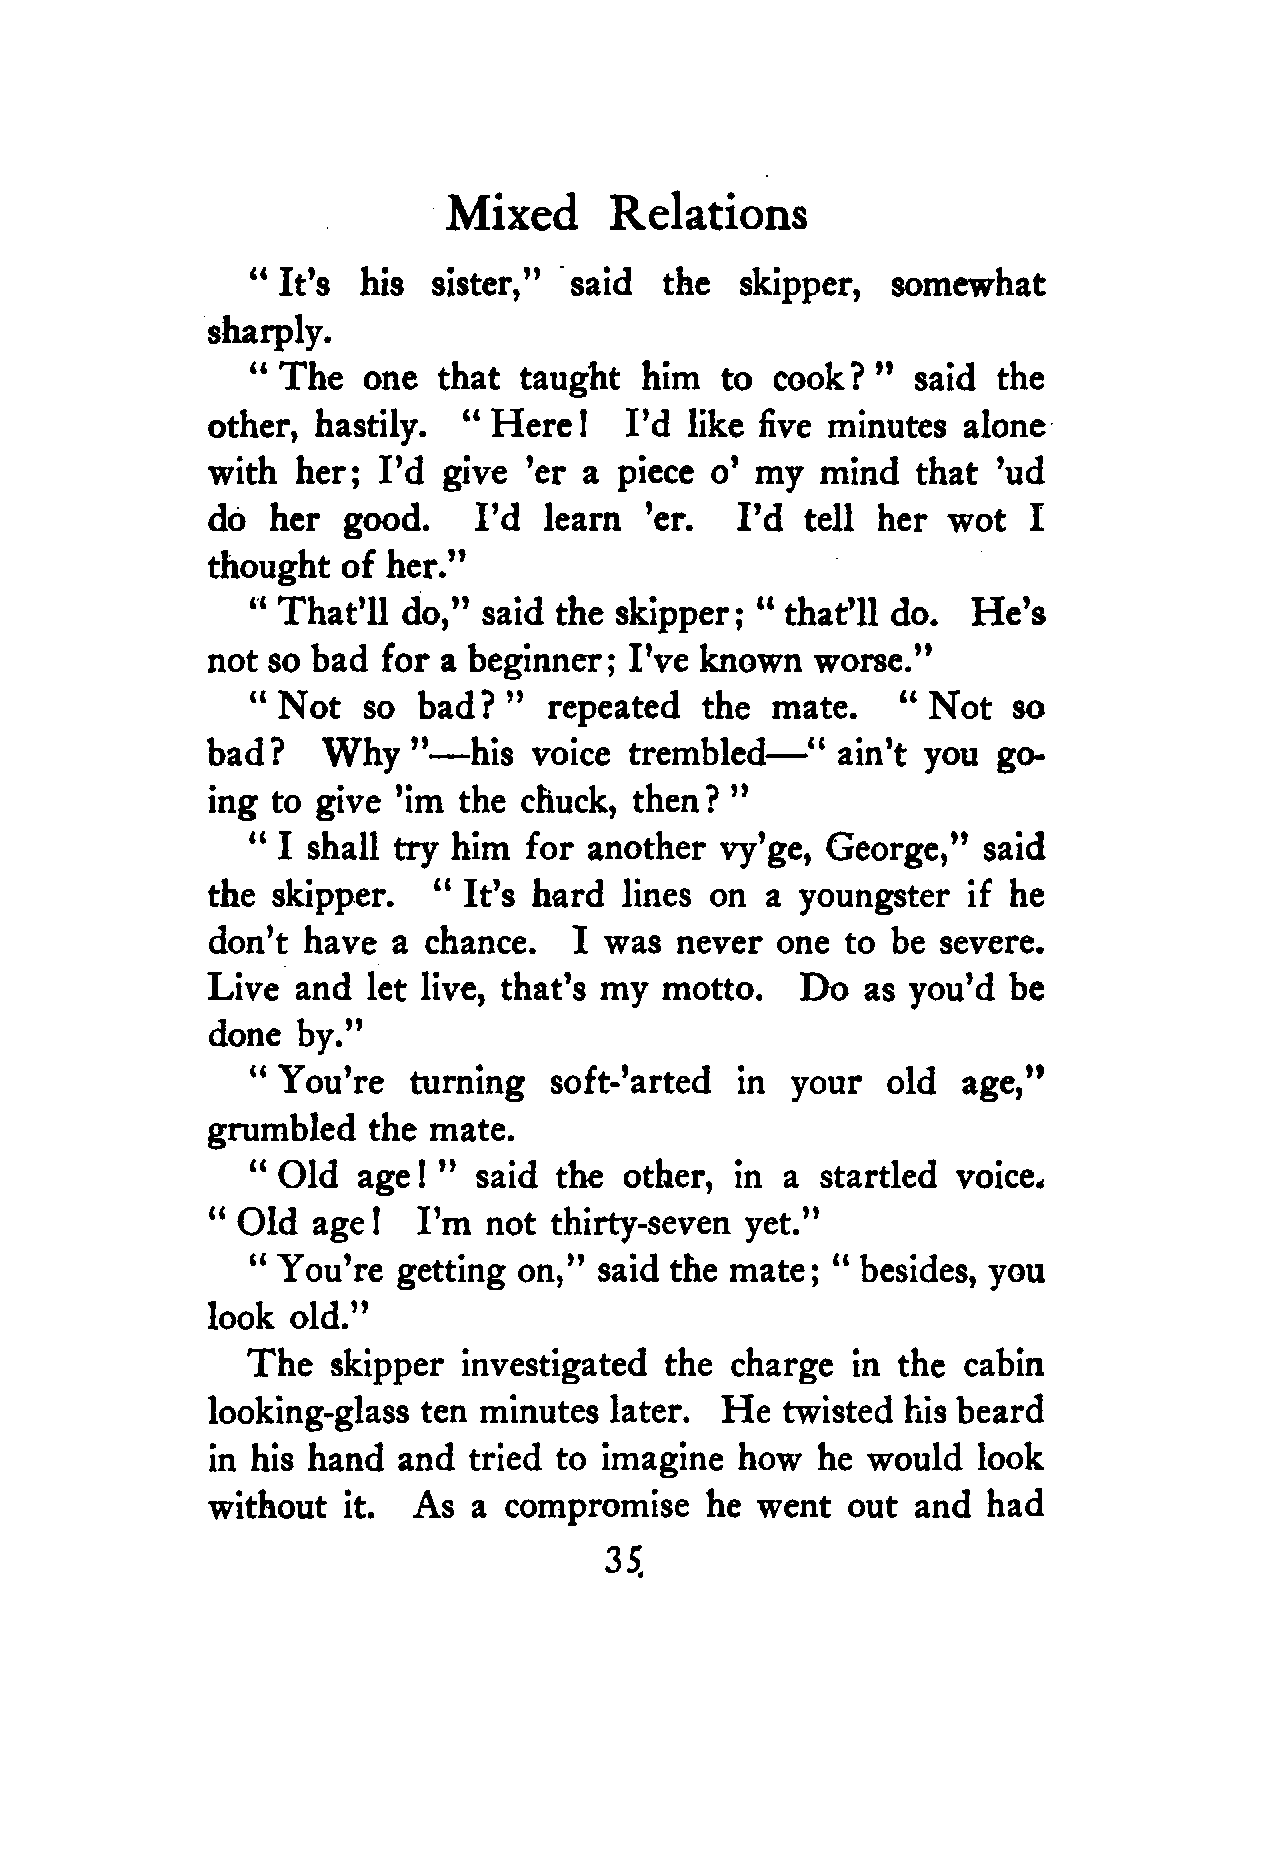 Mixed Relations
“ It’s his sister,” said the skipper, somewhat
sharply.
“ The one that taught him to cook? ” said the
other, hastily. “ Here! I’d like five minutes alone
with her; I’d give ’er a piece o’ my mind that ’ud
do her good. I’d learn ’er. I’d tell her wot I
thought of her.”
“ That’ll do,” said the skipper; “ that’ll do. He’s
not so bad for a beginner; I’ve known worse.”
“ Not so bad? ” repeated the mate. “ Not so
bad? Why ”—his voice trembled—“ ain’t you go-
ing to give ’im the chuck, then? ”
“ I shall try him for another vy’ge, George,” said
the skipper. “ It’s hard lines on a youngster if he
don’t have a chance. I was never one to be severe.
Live and let live, that’s my motto. Do as you’d be
done by.”
“ You’re turning soft-’arted in your old age,”
grumbled the mate.
“ Old age! ” said the other, in a startled voice.
“ Old age! I’m not thirty-seven yet.”
“ You’re getting on,” said the mate; “ besides, you
look old.”
The skipper investigated the charge in the cabin
looking-glass ten minutes later. He twisted his beard
in his hand and tried to imagine how he would look
without it. As a compromise he went out and had
35